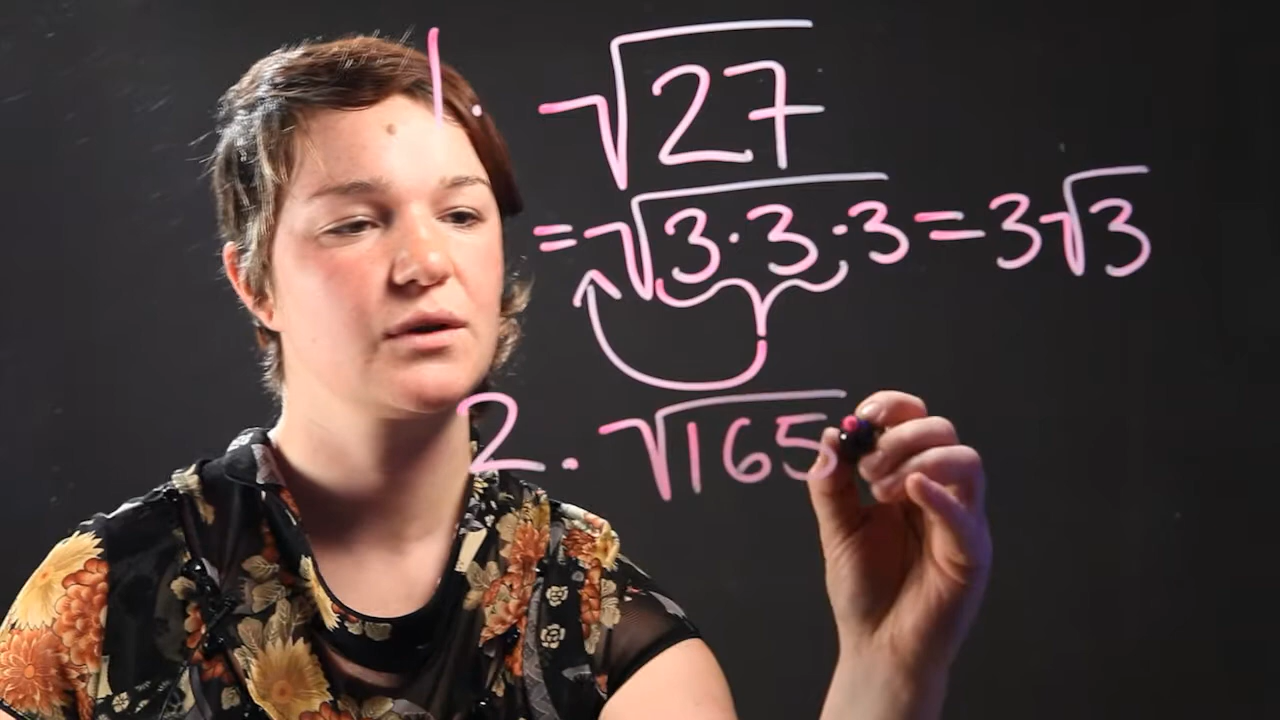 1. √27
= √3·3·3 = 3√3
2. √165